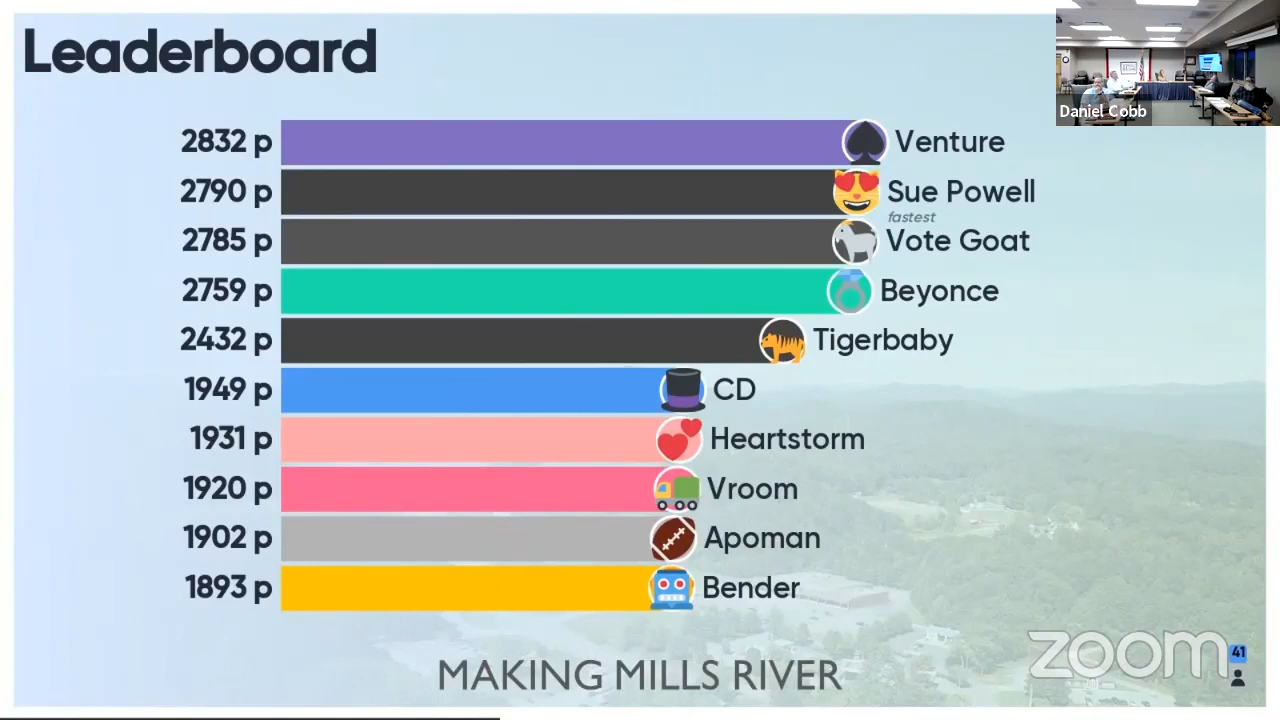 Leaderboard
Daniel Cobb
2832 p Venture
2790 p Sue Powell
fastest
2785 p Vote Goat
2759 p Beyonce
2432 p Tigerbaby
1949 p CD
1931 p Heartstorm
1920 p Vroom
1902 p Apoman
1893 p Bender
MAKING MILLS RIVER
zoom
41